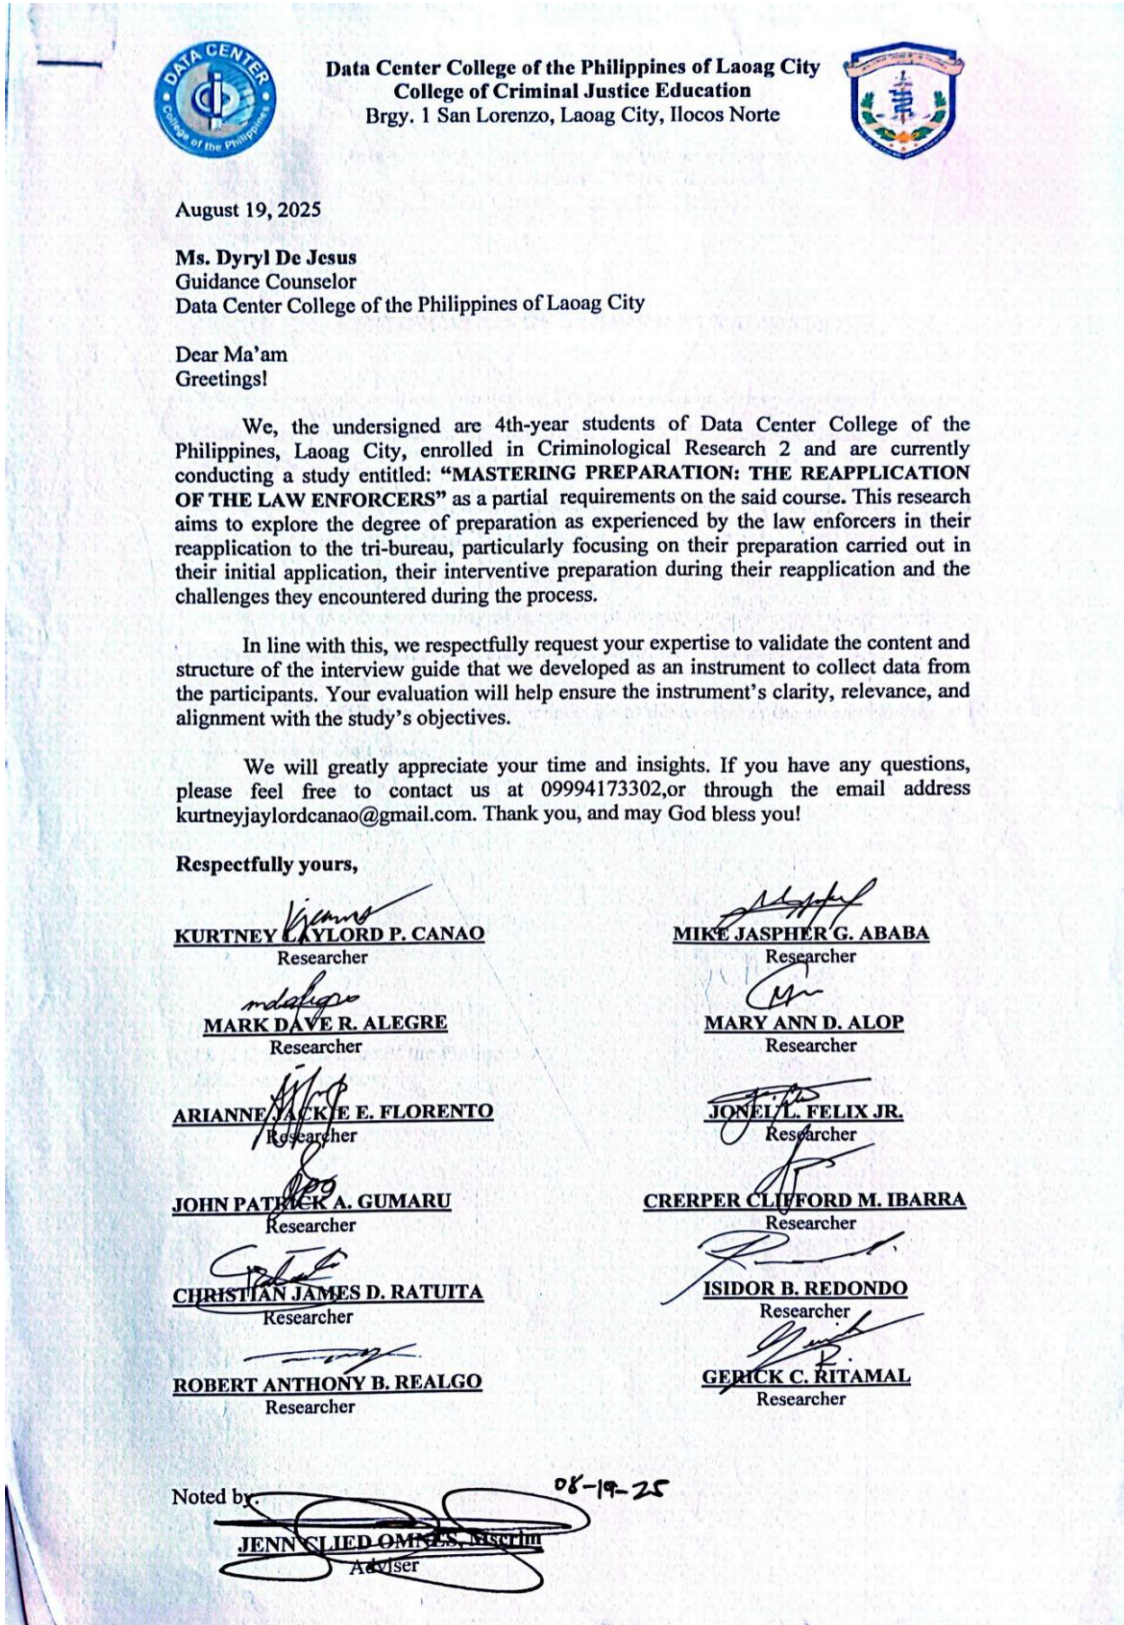 DATA CENTER
College of the Philippines
Data Center College of the Philippines of Laoag City
College of Criminal Justice Education
Brgy. 1 San Lorenzo, Laoag City, Ilocos Norte
August 19, 2025
Ms. Dyryl De Jesus
Guidance Counselor
Data Center College of the Philippines of Laoag City
Dear Ma'am
Greetings!
We, the undersigned are 4th-year students of Data Center College of the
Philippines, Laoag City, enrolled in Criminological Research 2 and are currently
conducting a study entitled: “MASTERING PREPARATION: THE REAPPLICATION
OF THE LAW ENFORCERS” as a partial requirements on the said course. This research
aims to explore the degree of preparation as experienced by the law enforcers in their
reapplication to the tri-bureau, particularly focusing on their preparation carried out in
their initial application, their interventive preparation during their reapplication and the
challenges they encountered during the process.
In line with this, we respectfully request your expertise to validate the content and
structure of the interview guide that we developed as an instrument to collect data from
the participants. Your evaluation will help ensure the instrument's clarity, relevance, and
alignment with the study's objectives.
We will greatly appreciate your time and insights. If you have any questions,
please feel free to contact us at 09994173302,or through the email address
kurtneyjaylordcanao@gmail.com. Thank you, and may God bless you!
Respectfully yours,
KURTNEY JAYLORD P. CANAO
Researcher
MIKE JASPHER G. ABABA
Researcher
MARK DAVE R. ALEGRE
Researcher
MARY ANN D. ALOP
Researcher
ARIANNE JACKIE E. FLORENTO
Researcher
JONEL L. FELIX JR.
Researcher
JOHN PATRICK A. GUMARU
Researcher
CRERPER CLIFFORD M. IBARRA
Researcher
CHRISTIAN JAMES D. RATUITA
Researcher
ISIDOR B. REDONDO
Researcher
ROBERT ANTHONY B. REALGO
Researcher
GERICK C. RITAMAL
Researcher
Noted by:
08-19-25
JENN CLIED OMNES, Mscrim
Adviser